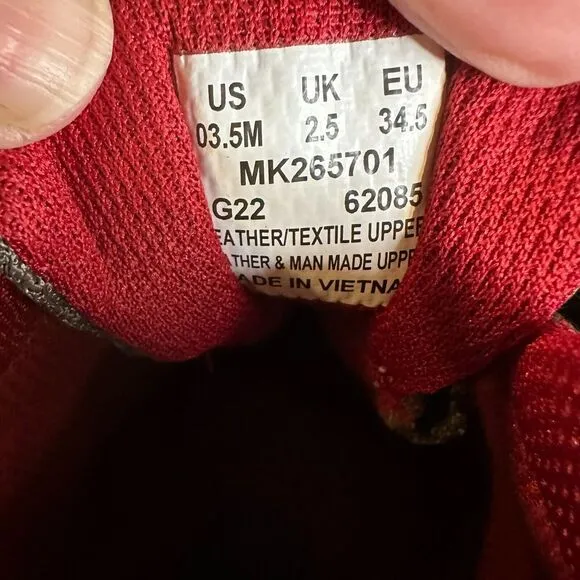 US UK EU
03.5M 2.5 34.5
MK265701
G22 62085
EATHER/TEXTILE UPPER
THER & MAN MADE UPPE
ADE IN VIETNA